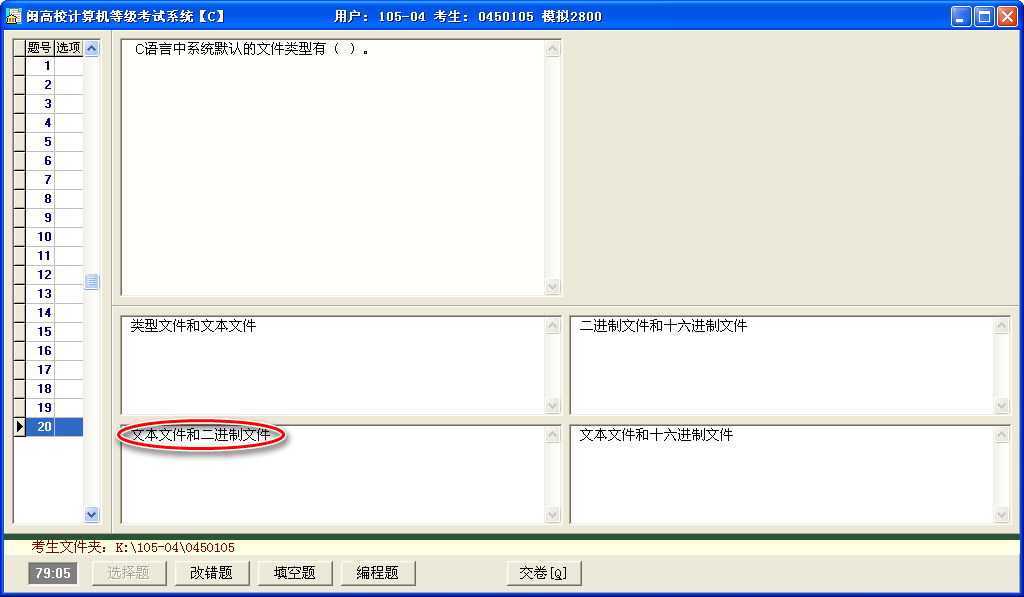 闽高校计算机等级考试系统【C】 用户: 105-04 考生: 0450105 模拟2800
题号 选项
1
2
3
4
5
6
7
8
9
10
11
12
13
14
15
16
17
18
19
20
C语言中系统默认的文件类型有（ ）。
类型文件和文本文件
二进制文件和十六进制文件
文本文件和二进制文件
文本文件和十六进制文件
考生文件夹: K:\105-04\0450105
79:05 选择题 改错题 填空题 编程题 交卷[Q]